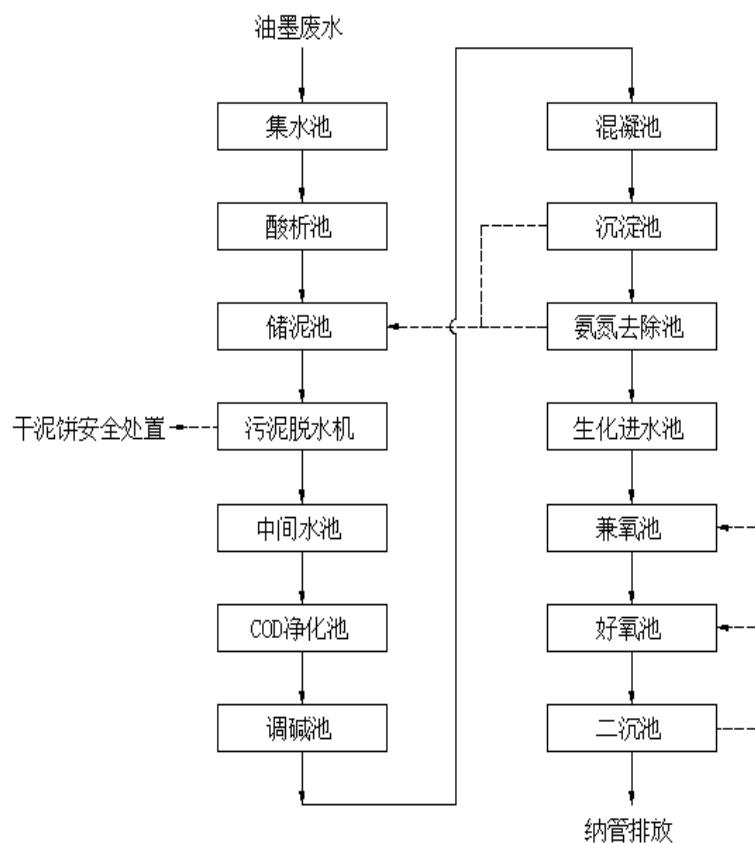 油墨废水
集水池
酸析池
储泥池
污泥脱水机
干泥饼安全处置
中间水池
COD净化池
调碱池
混凝池
沉淀池
氨氮去除池
生化进水池
兼氧池
好氧池
二沉池
纳管排放